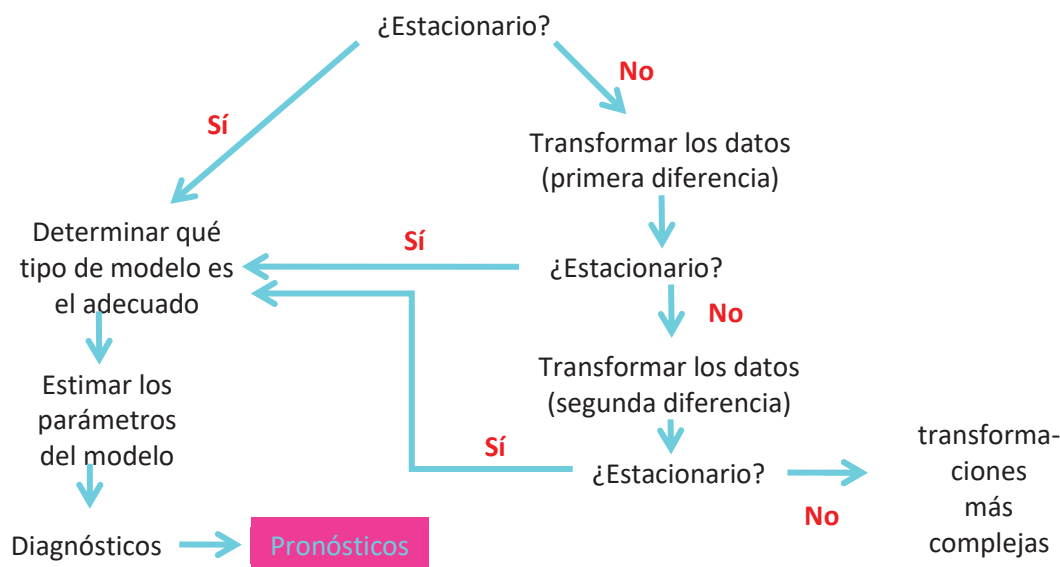 ¿Estacionario?
No
Sí
Transformar los datos
(primera diferencia)
Determinar qué
tipo de modelo es
el adecuado
Sí
¿Estacionario?
No
Transformar los datos
(segunda diferencia)
Estimar los
parámetros
del modelo
Sí
¿Estacionario?
No
transforma-
ciones
más
complejas
Diagnósticos
Pronósticos